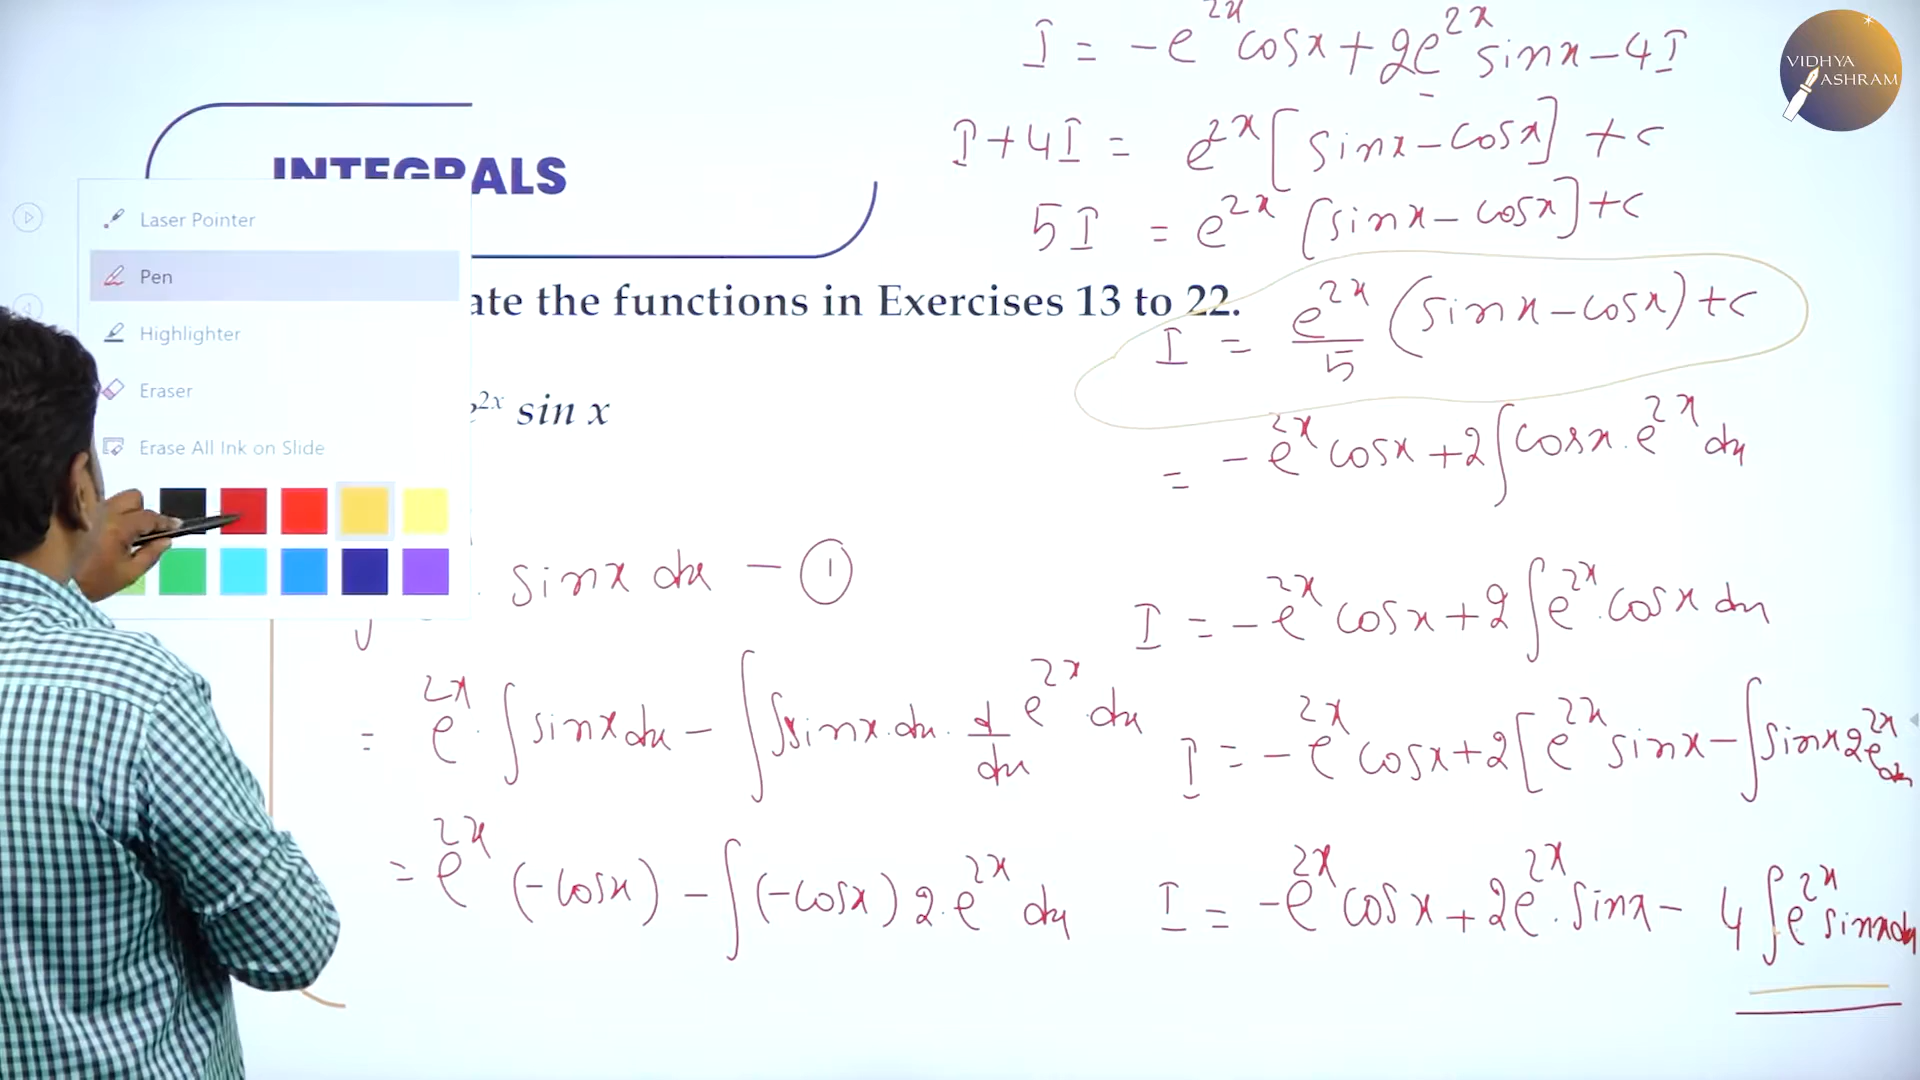 VIDHYA
ASHRAM
I = -e^{2x} cosx + 2e^{2x} sinx - 4I
I + 4I = e^{2x} [sinx - cosx] + c
5I = e^{2x} [sinx - cosx] + c
I = e^{2x}/5 (sinx - cosx) + c
= -e^{2x} cosx + 2∫cosx.e^{2x} dx
I = -e^{2x} cosx + 2∫e^{2x}.cosx dx
I = -e^{2x} cosx + 2[e^{2x} sinx - ∫sinx 2e^{2x} dx
I = -e^{2x} cosx + 2e^{2x}.sinx - 4∫e^{2x} sinx dx
INTEGRALS
Laser Pointer
Pen
Highlighter
Eraser
Erase All Ink on Slide
ate the functions in Exercises 13 to 22.
2x sin x
. sinx dx - ①
= e^{2x}.∫sinx dx - ∫∫sinx.dx. d/dx e^{2x}.dx
= e^{2x} (-cosx) - ∫(-cosx) 2.e^{2x} dx